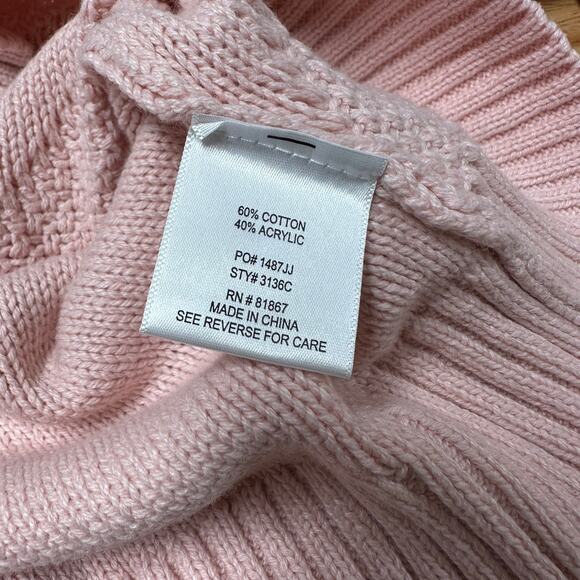 60% COTTON
40% ACRYLIC
PO# 1487JJ
STY# 3136C
RN # 81867
MADE IN CHINA
SEE REVERSE FOR CARE